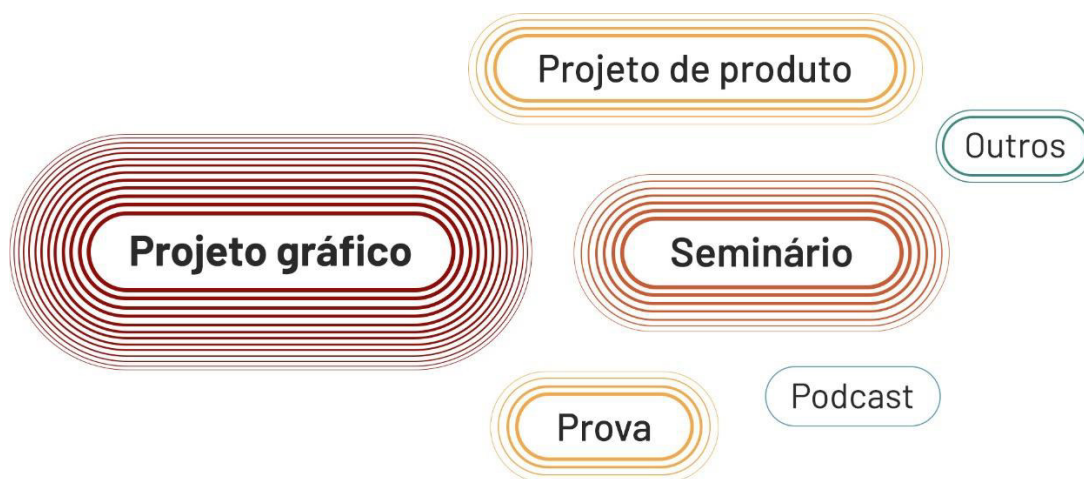 Projeto de produto
Outros
Projeto gráfico
Seminário
Podcast
Prova